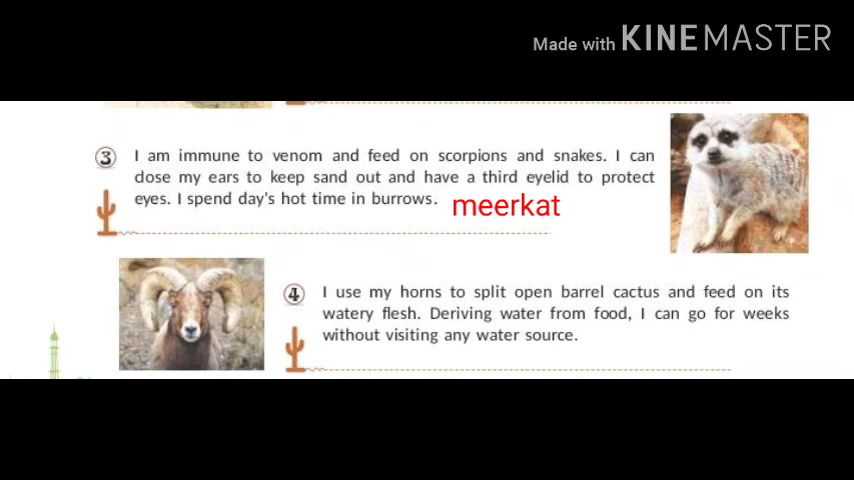 Made with KINEMASTER
3 I am immune to venom and feed on scorpions and snakes. I can
close my ears to keep sand out and have a third eyelid to protect
eyes. I spend day's hot time in burrows. meerkat
4 I use my horns to split open barrel cactus and feed on its
watery flesh. Deriving water from food, I can go for weeks
without visiting any water source.